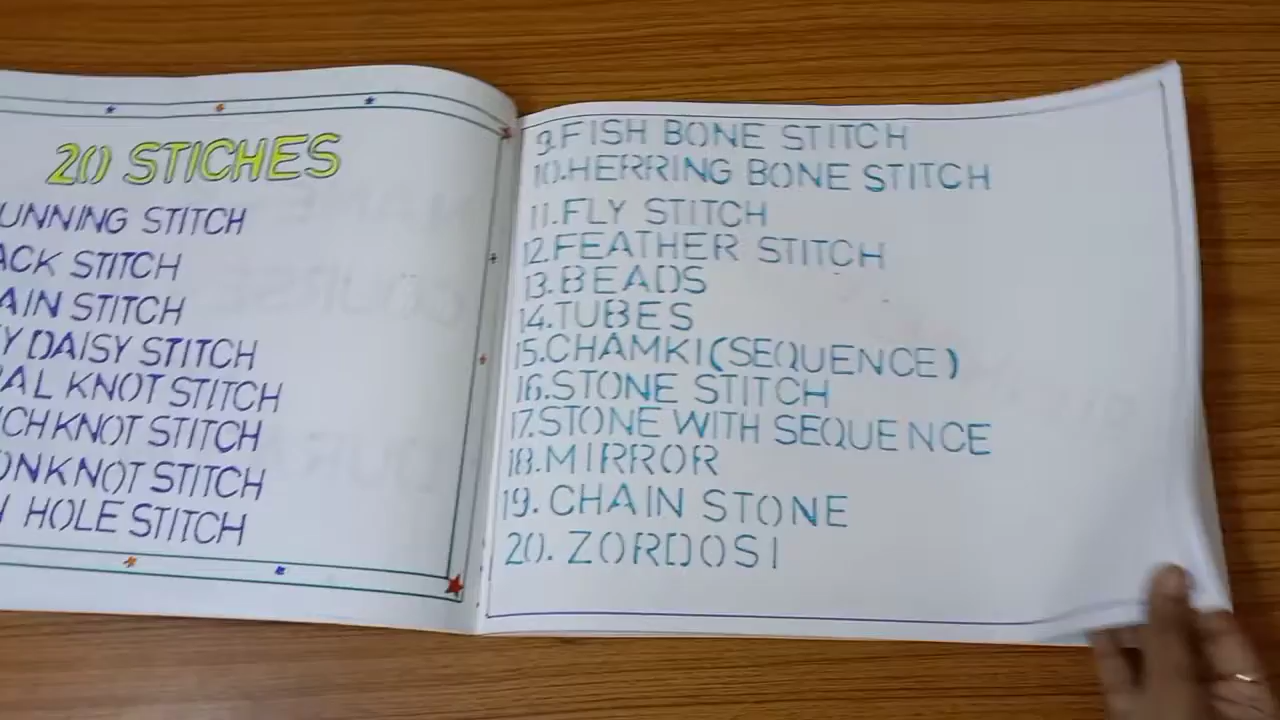 20 STICHES
UNNING STITCH
ACK STITCH
AIN STITCH
Y DAISY STITCH
AL KNOT STITCH
CH KNOT STITCH
ONKNOT STITCH
HOLE STITCH
9.FISH BONE STITCH
10.HERRING BONE STITCH
11.FLY STITCH
12.FEATHER STITCH
13.BEADS
14.TUBES
15.CHAMKI(SEQUENCE)
16.STONE STITCH
17.STONE WITH SEQUENCE
18.MIRROR
19. CHAIN STONE
20. ZORDOSI